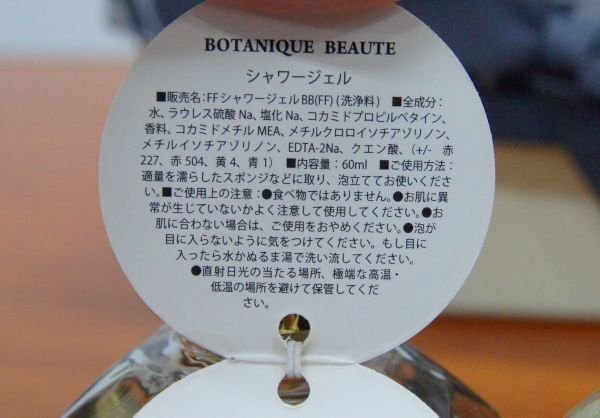 BOTANIQUE BEAUTE
シャワージェル
■販売名：FFシャワージェルBB(FF)（洗浄料）　■全成分：
水、ラウレス硫酸Na、塩化Na、コカミドプロピルベタイン、
香料、コカミドメチルMEA、メチルクロロイソチアゾリノン、
メチルイソチアゾリノン、EDTA-2Na、クエン酸、（+/-　赤
227、赤504、黄4、青1）　■内容量：60ml　■ご使用方法：
適量を濡らしたスポンジなどに取り、泡立ててお使いくださ
い。■ご使用上の注意：●食べ物ではありません。●お肌に異
常が生じていないかよく注意して使用してください。●お
肌に合わない場合は、ご使用をおやめください。●泡が
目に入らないように気をつけてください。もし目に
入ったら水かぬるま湯で洗い流してください。
●直射日光の当たる場所、極端な高温・
低温の場所を避けて保管してくだ
さい。